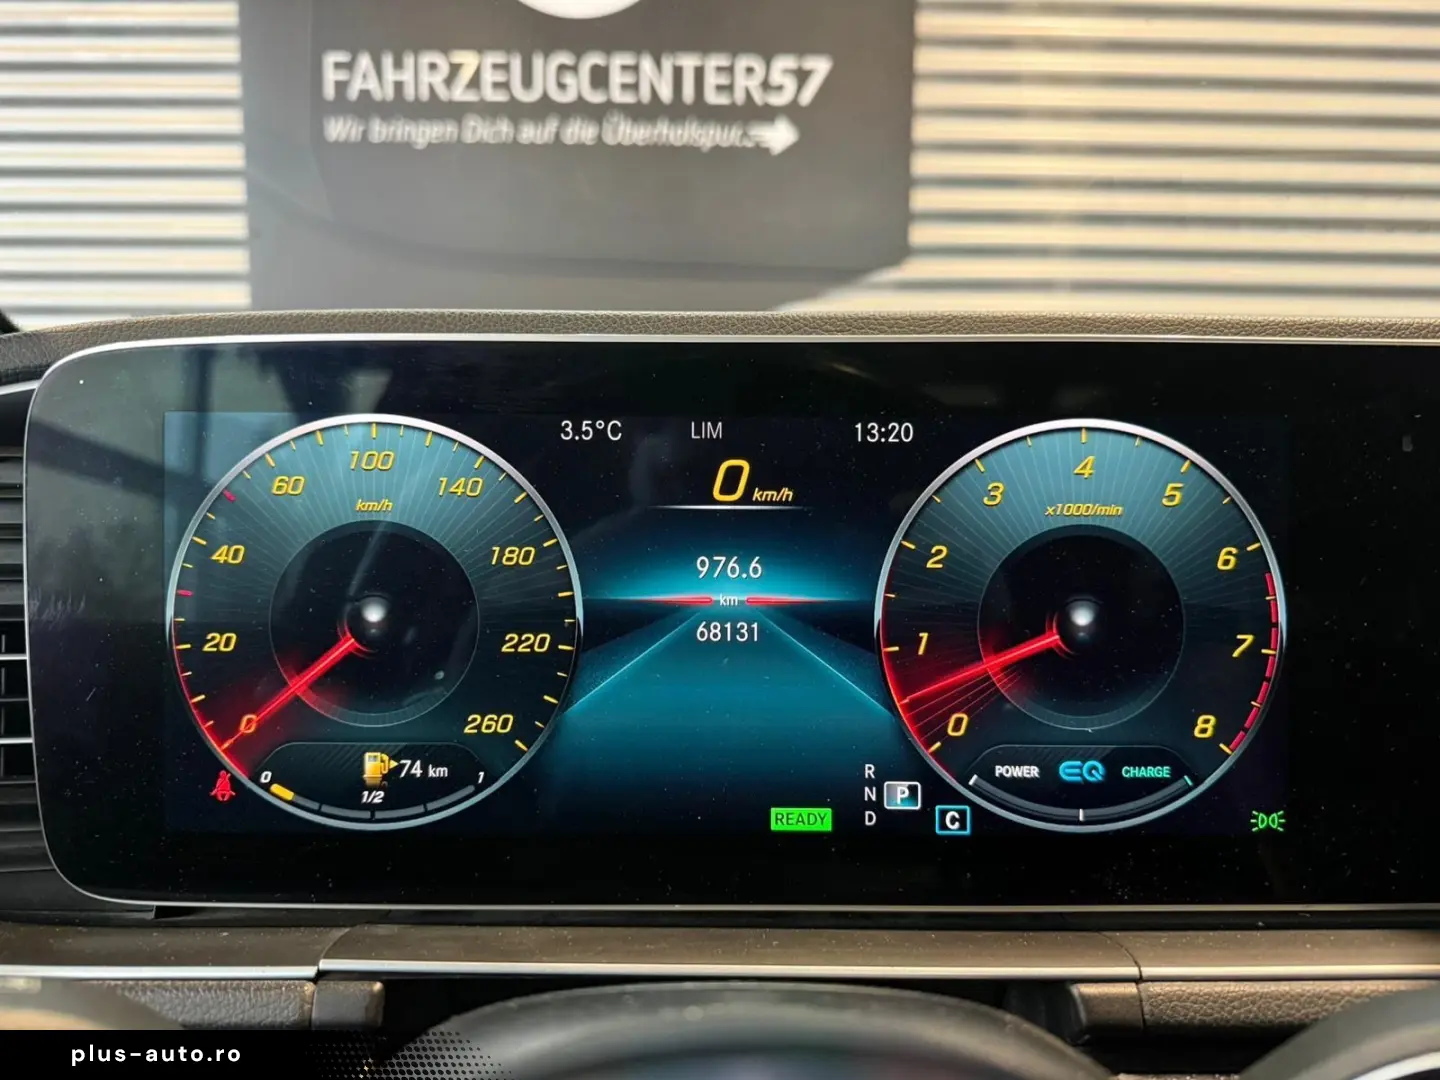 FAHRZEUGCENTER57
Wir bringen Dich auf die Überholspur...
3.5°C LIM 13:20
0 km/h
976.6
km
68131
0 20 40 60 100 140 180 220 260
km/h
74 km
0 1/2 1
READY
R
N P
D
C
0 1 2 3 4 5 6 7 8
x1000/min
POWER EQ CHARGE
plus-auto.ro